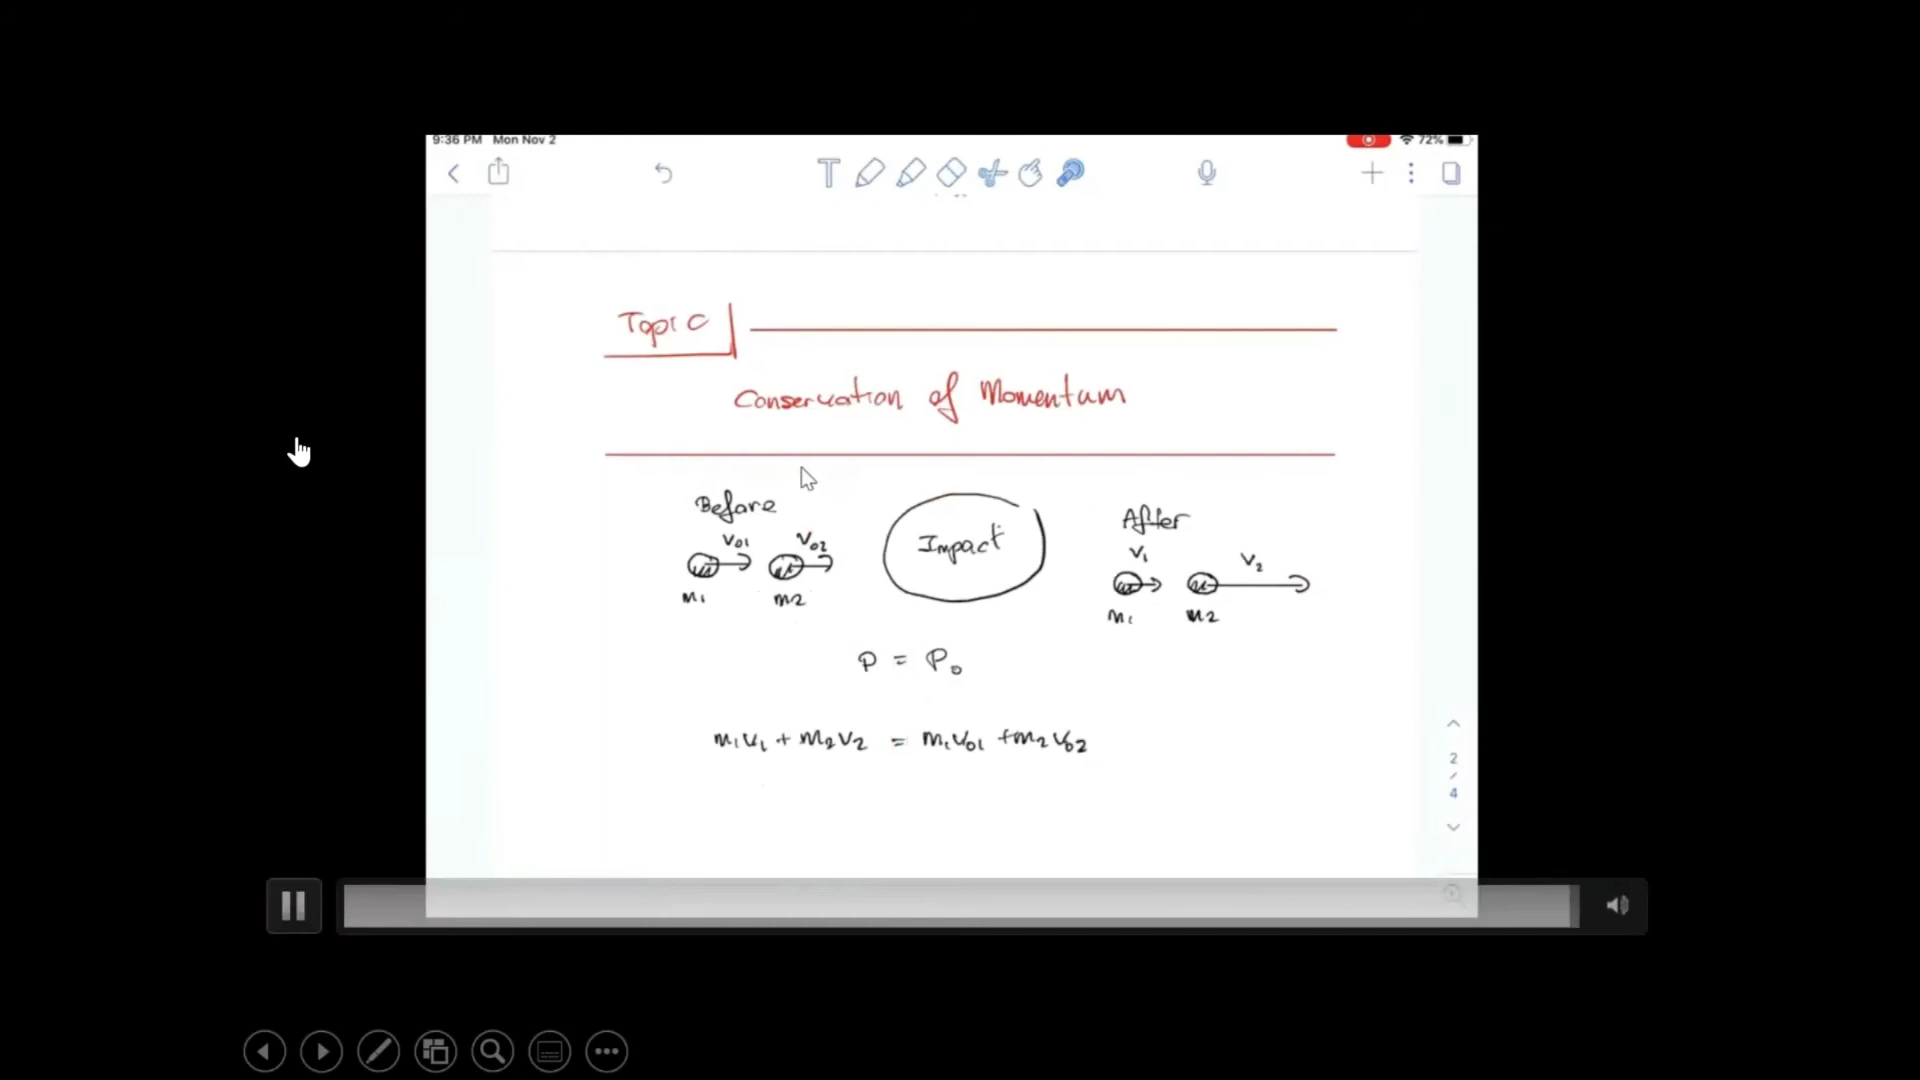 9:36 PM Mon Nov 2
72%
T
Topic
Conservation of Momentum
Before
Impact
After
V01 V02
V1 V2
m1 m2
m1 m2
P = P0
m1v1 + m2v2 = m1v01 + m2v02
2
/
4